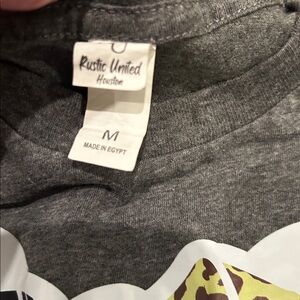 Rustic United
Houston
M
MADE IN EGYPT